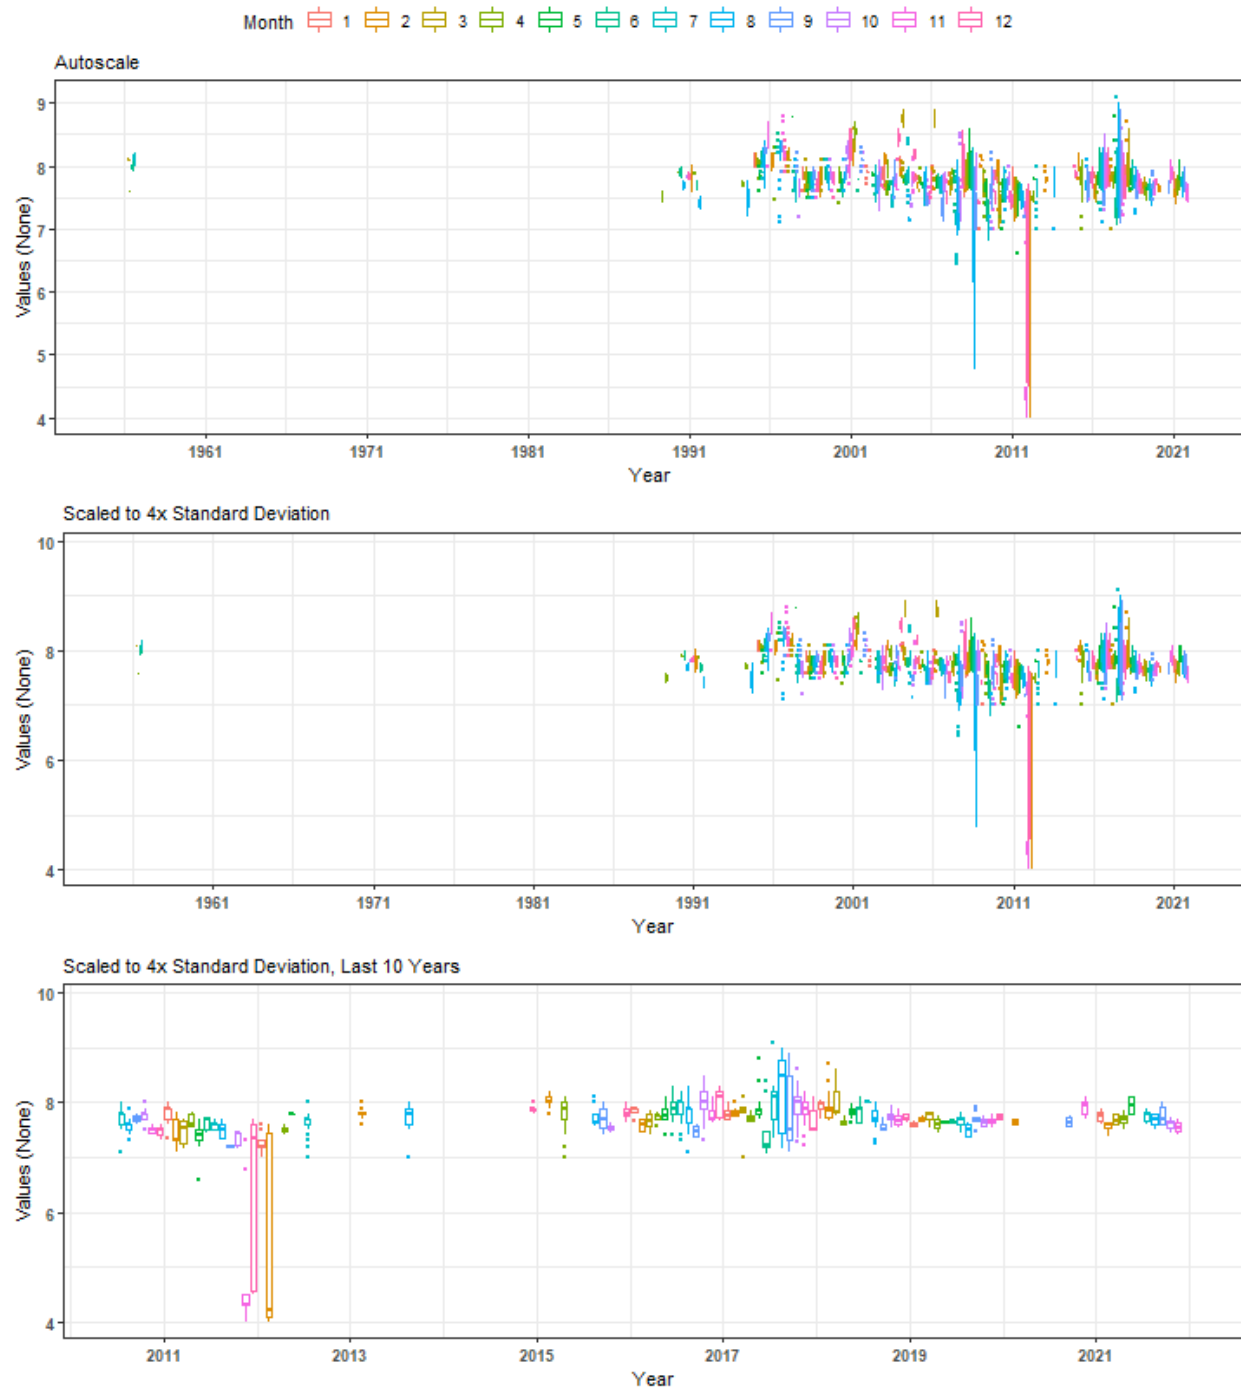 Month 1 2 3 4 5 6 7 8 9 10 11 12
Autoscale
Values (None)
9
8
7
6
5
4
1961 1971 1981 1991 2001 2011 2021
Year
Scaled to 4x Standard Deviation
Values (None)
10
8
6
4
1961 1971 1981 1991 2001 2011 2021
Year
Scaled to 4x Standard Deviation, Last 10 Years
Values (None)
10
8
6
4
2011 2013 2015 2017 2019 2021
Year